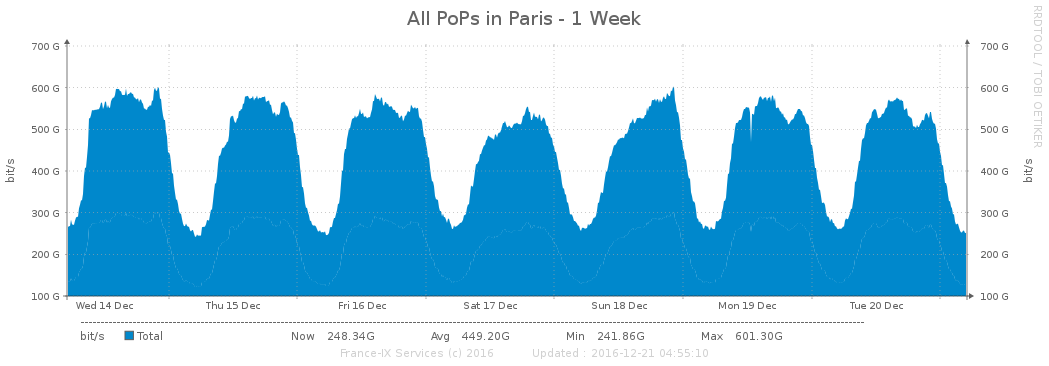 All PoPs in Paris - 1 Week
RRDTOOL / TOBI OETIKER
700 G 700 G
600 G 600 G
500 G 500 G
400 G 400 G
300 G 300 G
200 G 200 G
100 G 100 G
bit/s bit/s
Wed 14 Dec Thu 15 Dec Fri 16 Dec Sat 17 Dec Sun 18 Dec Mon 19 Dec Tue 20 Dec
bit/s Total Now 248.34G Avg 449.20G Min 241.86G Max 601.30G
France-IX Services (c) 2016 Updated : 2016-12-21 04:55:10